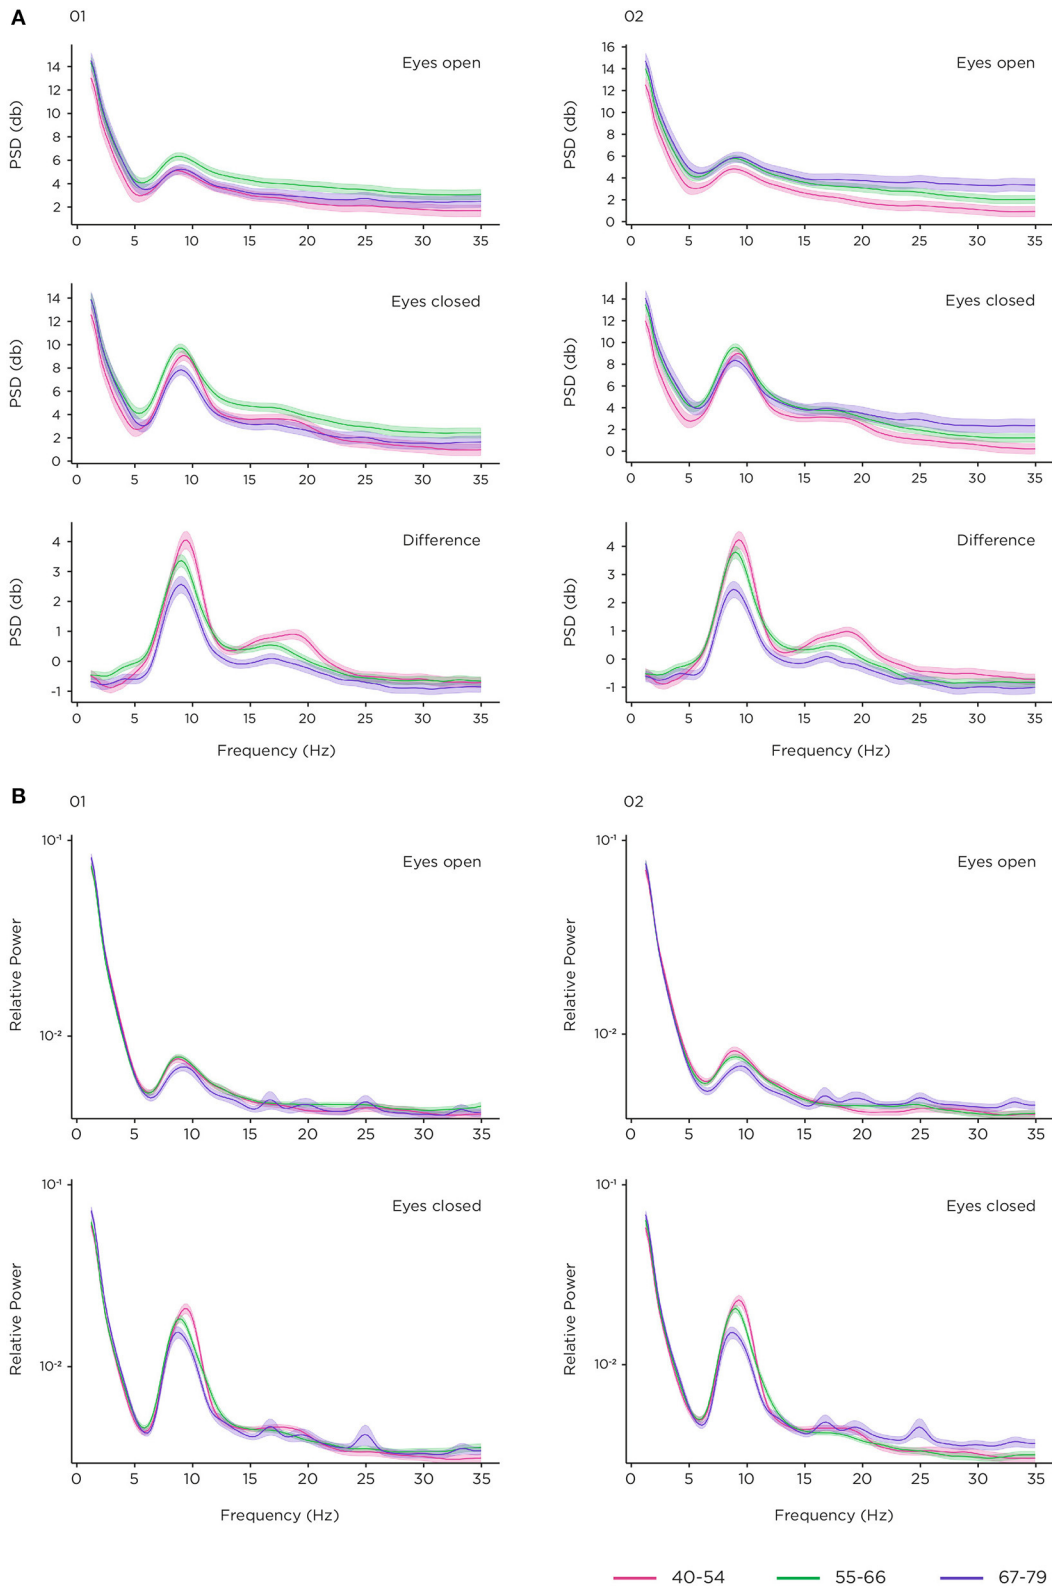 A
O1
O2
Eyes open
Eyes open
PSD (db)
14
12
10
8
6
4
2
0 5 10 15 20 25 30 35
PSD (db)
16
14
12
10
8
6
4
2
0
0 5 10 15 20 25 30 35
Eyes closed
Eyes closed
PSD (db)
14
12
10
8
6
4
2
0
0 5 10 15 20 25 30 35
PSD (db)
14
12
10
8
6
4
2
0
0 5 10 15 20 25 30 35
Difference
Difference
PSD (db)
4
3
2
1
0
-1
0 5 10 15 20 25 30 35
Frequency (Hz)
PSD (db)
4
3
2
1
0
-1
0 5 10 15 20 25 30 35
Frequency (Hz)
B
O1
O2
Eyes open
Eyes open
Relative Power
10⁻¹
10⁻²
0 5 10 15 20 25 30 35
Relative Power
10⁻¹
10⁻²
0 5 10 15 20 25 30 35
Eyes closed
Eyes closed
Relative Power
10⁻¹
10⁻²
0 5 10 15 20 25 30 35
Frequency (Hz)
Relative Power
10⁻¹
10⁻²
0 5 10 15 20 25 30 35
Frequency (Hz)
40-54 55-66 67-79